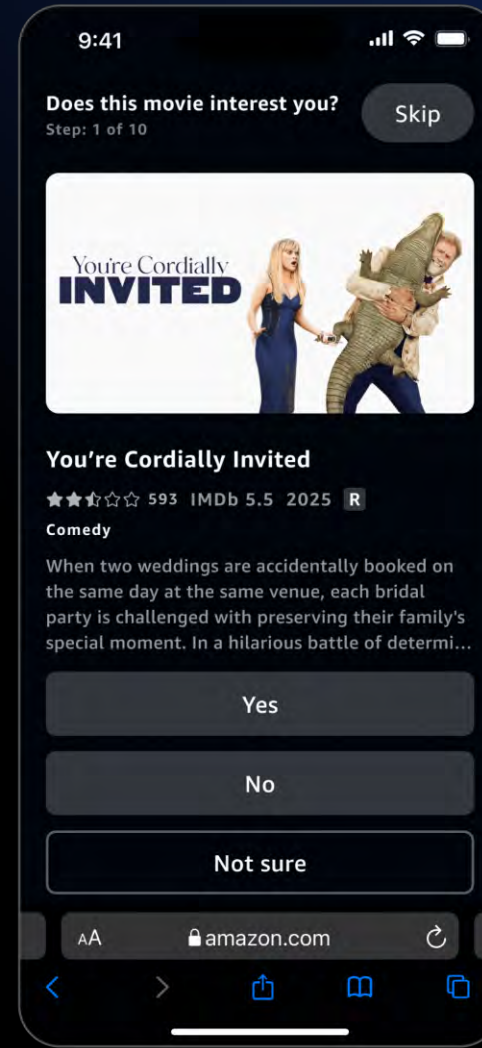 9:41
Does this movie interest you?
Step: 1 of 10
Skip
You're Cordially
INVITED
You're Cordially Invited
593 IMDb 5.5 2025 R
Comedy
When two weddings are accidentally booked on
the same day at the same venue, each bridal
party is challenged with preserving their family's
special moment. In a hilarious battle of determi...
Yes
No
Not sure
AA
amazon.com